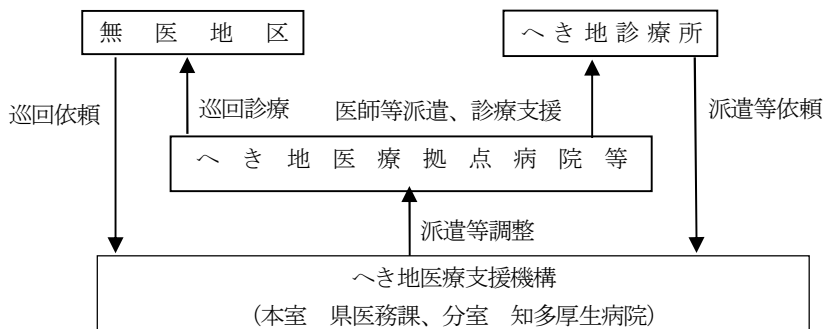 無医地区
へき地診療所
巡回依頼
巡回診療
医師等派遣、診療支援
派遣等依頼
へき地医療拠点病院等
派遣等調整
へき地医療支援機構
（本室　県医務課、分室　知多厚生病院）